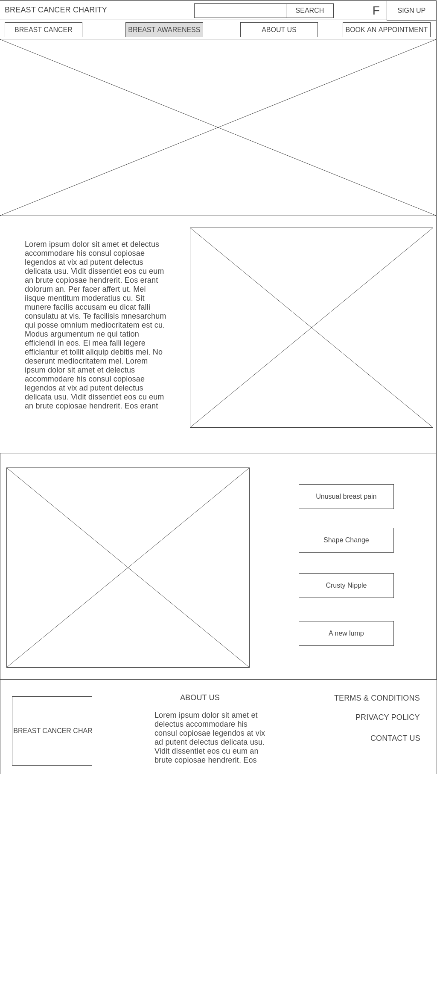 BREAST CANCER CHARITY
SEARCH
F
SIGN UP
BREAST CANCER
BREAST AWARENESS
ABOUT US
BOOK AN APPOINTMENT
Lorem ipsum dolor sit amet et delectus
accommodare his consul copiosae
legendos at vix ad putent delectus
delicata usu. Vidit dissentiet eos cu eum
an brute copiosae hendrerit. Eos erant
dolorum an. Per facer affert ut. Mei
iisque mentitum moderatius cu. Sit
munere facilis accusam eu dicat falli
consulatu at vis. Te facilisis mnesarchum
qui posse omnium mediocritatem est cu.
Modus argumentum ne qui tation
efficiendi in eos. Ei mea falli legere
efficiantur et tollit aliquip debitis mei. No
deserunt mediocritatem mel. Lorem
ipsum dolor sit amet et delectus
accommodare his consul copiosae
legendos at vix ad putent delectus
delicata usu. Vidit dissentiet eos cu eum
an brute copiosae hendrerit. Eos erant
Unusual breast pain
Shape Change
Crusty Nipple
A new lump
BREAST CANCER CHAR
ABOUT US
Lorem ipsum dolor sit amet et
delectus accommodare his
consul copiosae legendos at vix
ad putent delectus delicata usu.
Vidit dissentiet eos cu eum an
brute copiosae hendrerit. Eos
TERMS & CONDITIONS
PRIVACY POLICY
CONTACT US